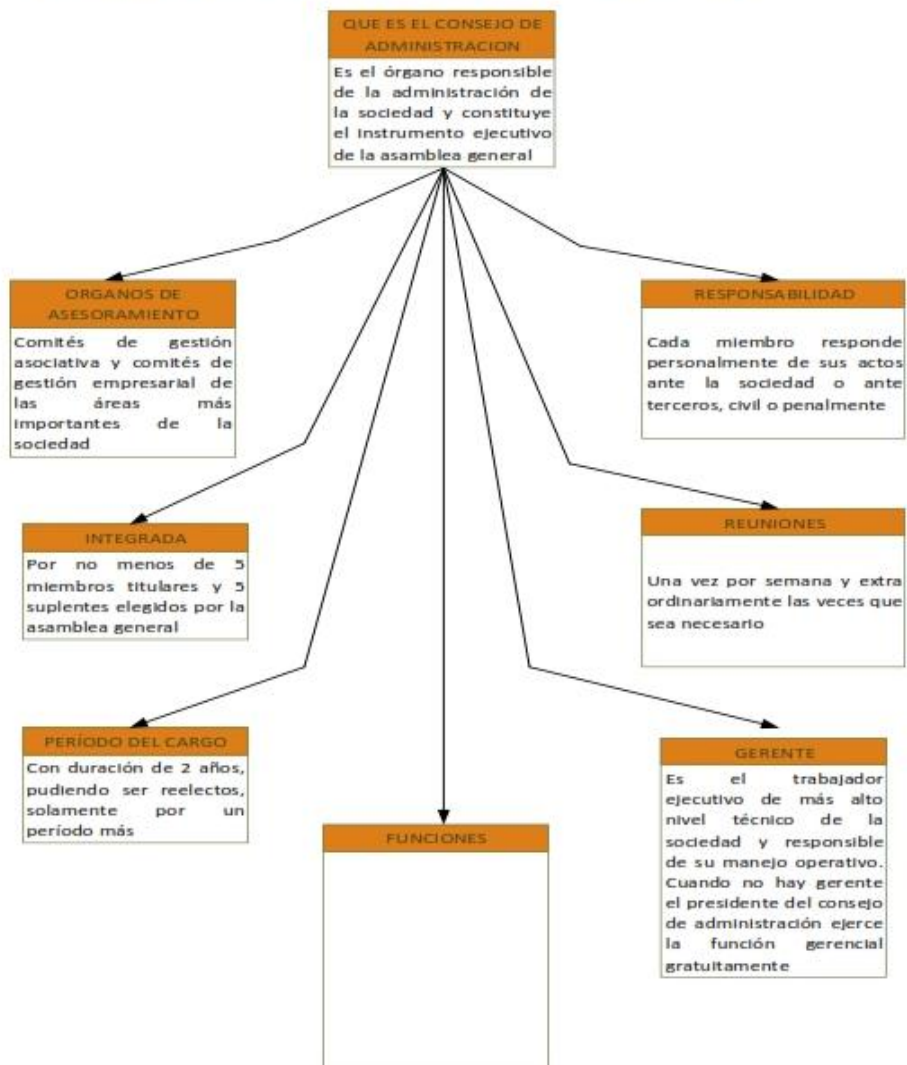 QUE ES EL CONSEJO DE
ADMINISTRACION
Es el órgano responsible
de la administración de
la sociedad y constituye
el instrumento ejecutivo
de la asamblea general
ORGANOS DE
ASESORAMIENTO
Comités de gestión
asociativa y comités de
gestión empresarial de
las áreas más
importantes de la
sociedad
RESPONSABILIDAD
Cada miembro responde
personalmente de sus actos
ante la sociedad o ante
terceros, civil o penalmente
INTEGRADA
Por no menos de 5
miembros titulares y 5
suplentes elegidos por la
asamblea general
REUNIONES
Una vez por semana y extra
ordinariamente las veces que
sea necesario
PERÍODO DEL CARGO
Con duración de 2 años,
pudiendo ser reelectos,
solamente por un
período más
FUNCIONES
GERENTE
Es el trabajador
ejecutivo de más alto
nivel técnico de la
sociedad y responsible
de su manejo operativo.
Cuando no hay gerente
el presidente del consejo
de administración ejerce
la función gerencial
gratuitamente